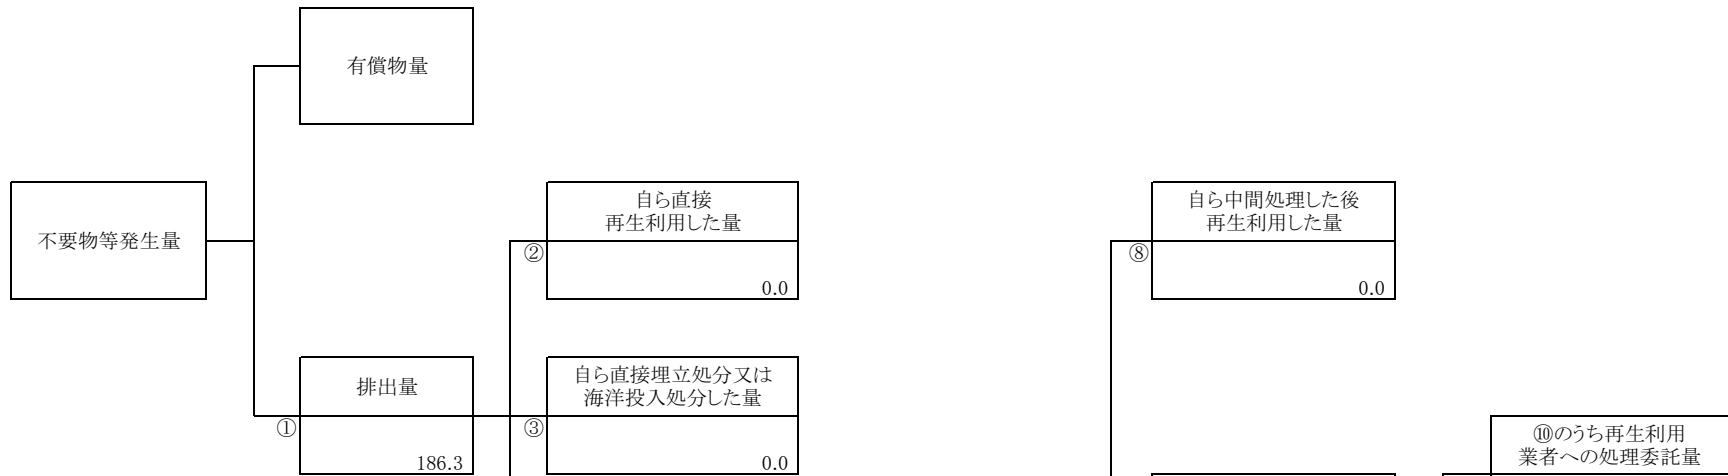 有償物量
不要物等発生量
自ら直接
再生利用した量
②
0.0
自ら中間処理した後
再生利用した量
⑧
0.0
排出量
①
186.3
自ら直接埋立処分又は
海洋投入処分した量
③
0.0
⑩のうち再生利用
業者への処理委託量